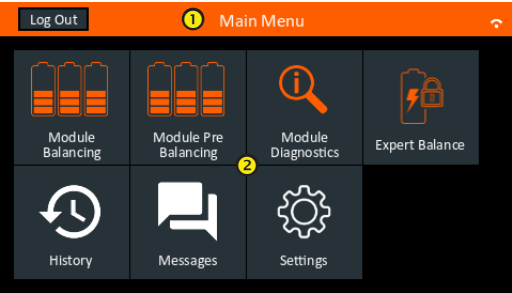 Log Out
1
Main Menu
Module
Balancing
Module Pre
Balancing
Module
Diagnostics
Expert Balance
2
History
Messages
Settings